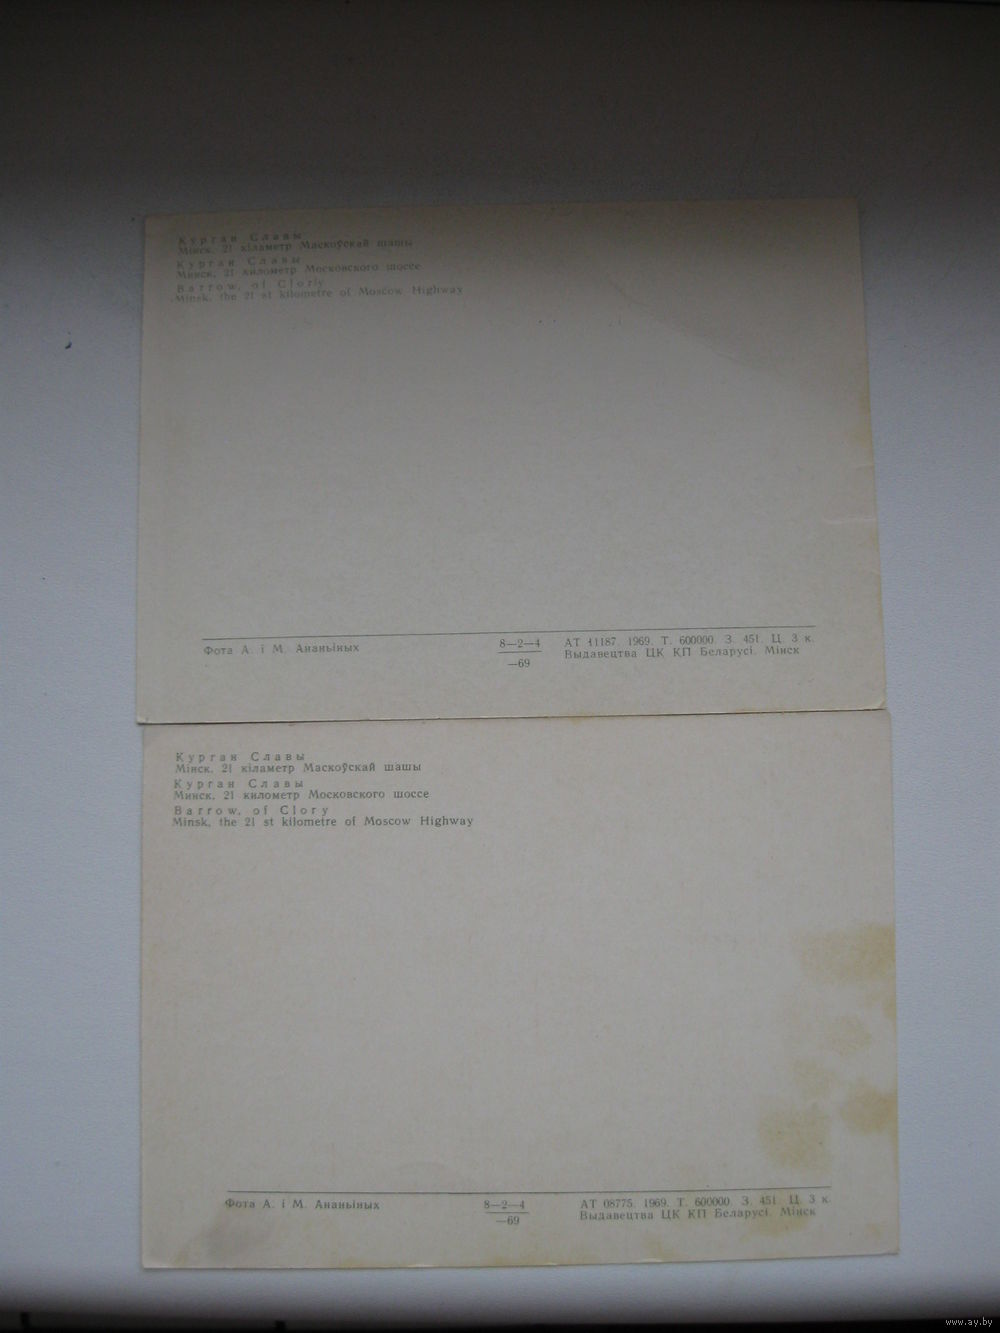 Курган Славы
Мінск, 21 кіламетр Маскоўскай шашы
Курган Славы
Минск, 21 километр Московского шоссе
Barrow, of Clorly
Minsk, the 21 st kilometre of Moscow Highway
Фота А. і М. Ананьіных
8—2—4
—69
АТ 11187. 1969. Т. 600000. З. 451. Ц. 3 к.
Выдавецтва ЦК КП Беларусі. Мінск
Курган Славы
Мінск, 21 кіламетр Маскоўскай шашы
Курган Славы
Минск, 21 километр Московского шоссе
Barrow, of Clory
Minsk, the 21 st kilometre of Moscow Highway
Фота А. і М. Ананьіных
8—2—4
—69
АТ 08775. 1969. Т. 600000. З. 451. Ц. 3 к.
Выдавецтва ЦК КП Беларусі. Мінск
www.ay.by